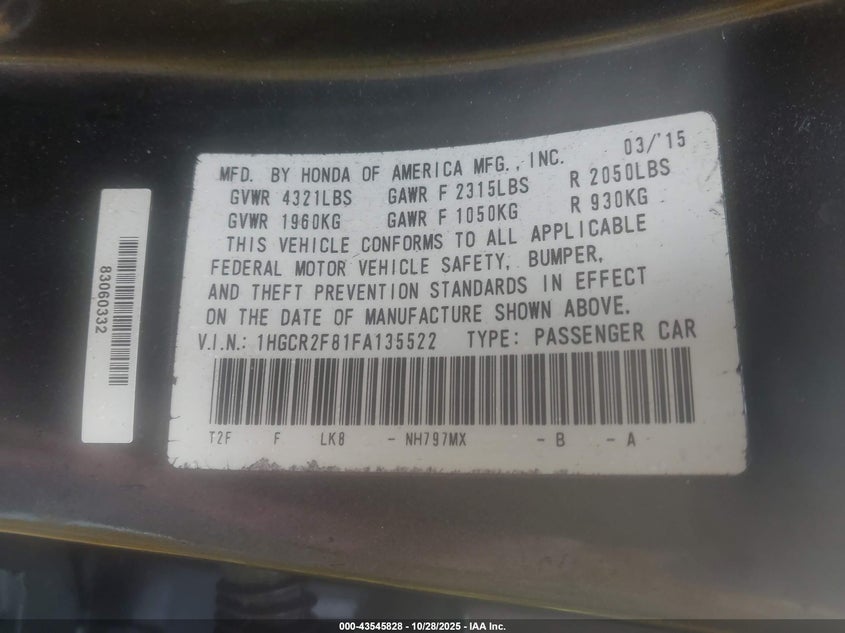 MFD. BY HONDA OF AMERICA MFG., INC. 03/'15
GVWR 4321LBS GAWR F 2315LBS R 2050LBS
GVWR 1960KG GAWR F 1050KG R 930KG
THIS VEHICLE CONFORMS TO ALL APPLICABLE
FEDERAL MOTOR VEHICLE SAFETY, BUMPER,
AND THEFT PREVENTION STANDARDS IN EFFECT
ON THE DATE OF MANUFACTURE SHOWN ABOVE.
V.I.N.: 1HGCR2F81FA135522 TYPE: PASSENGER CAR
T2F F LK8 - NH797MX - B - A
83060332
000-43545828 - 10/28/2025 - IAA Inc.